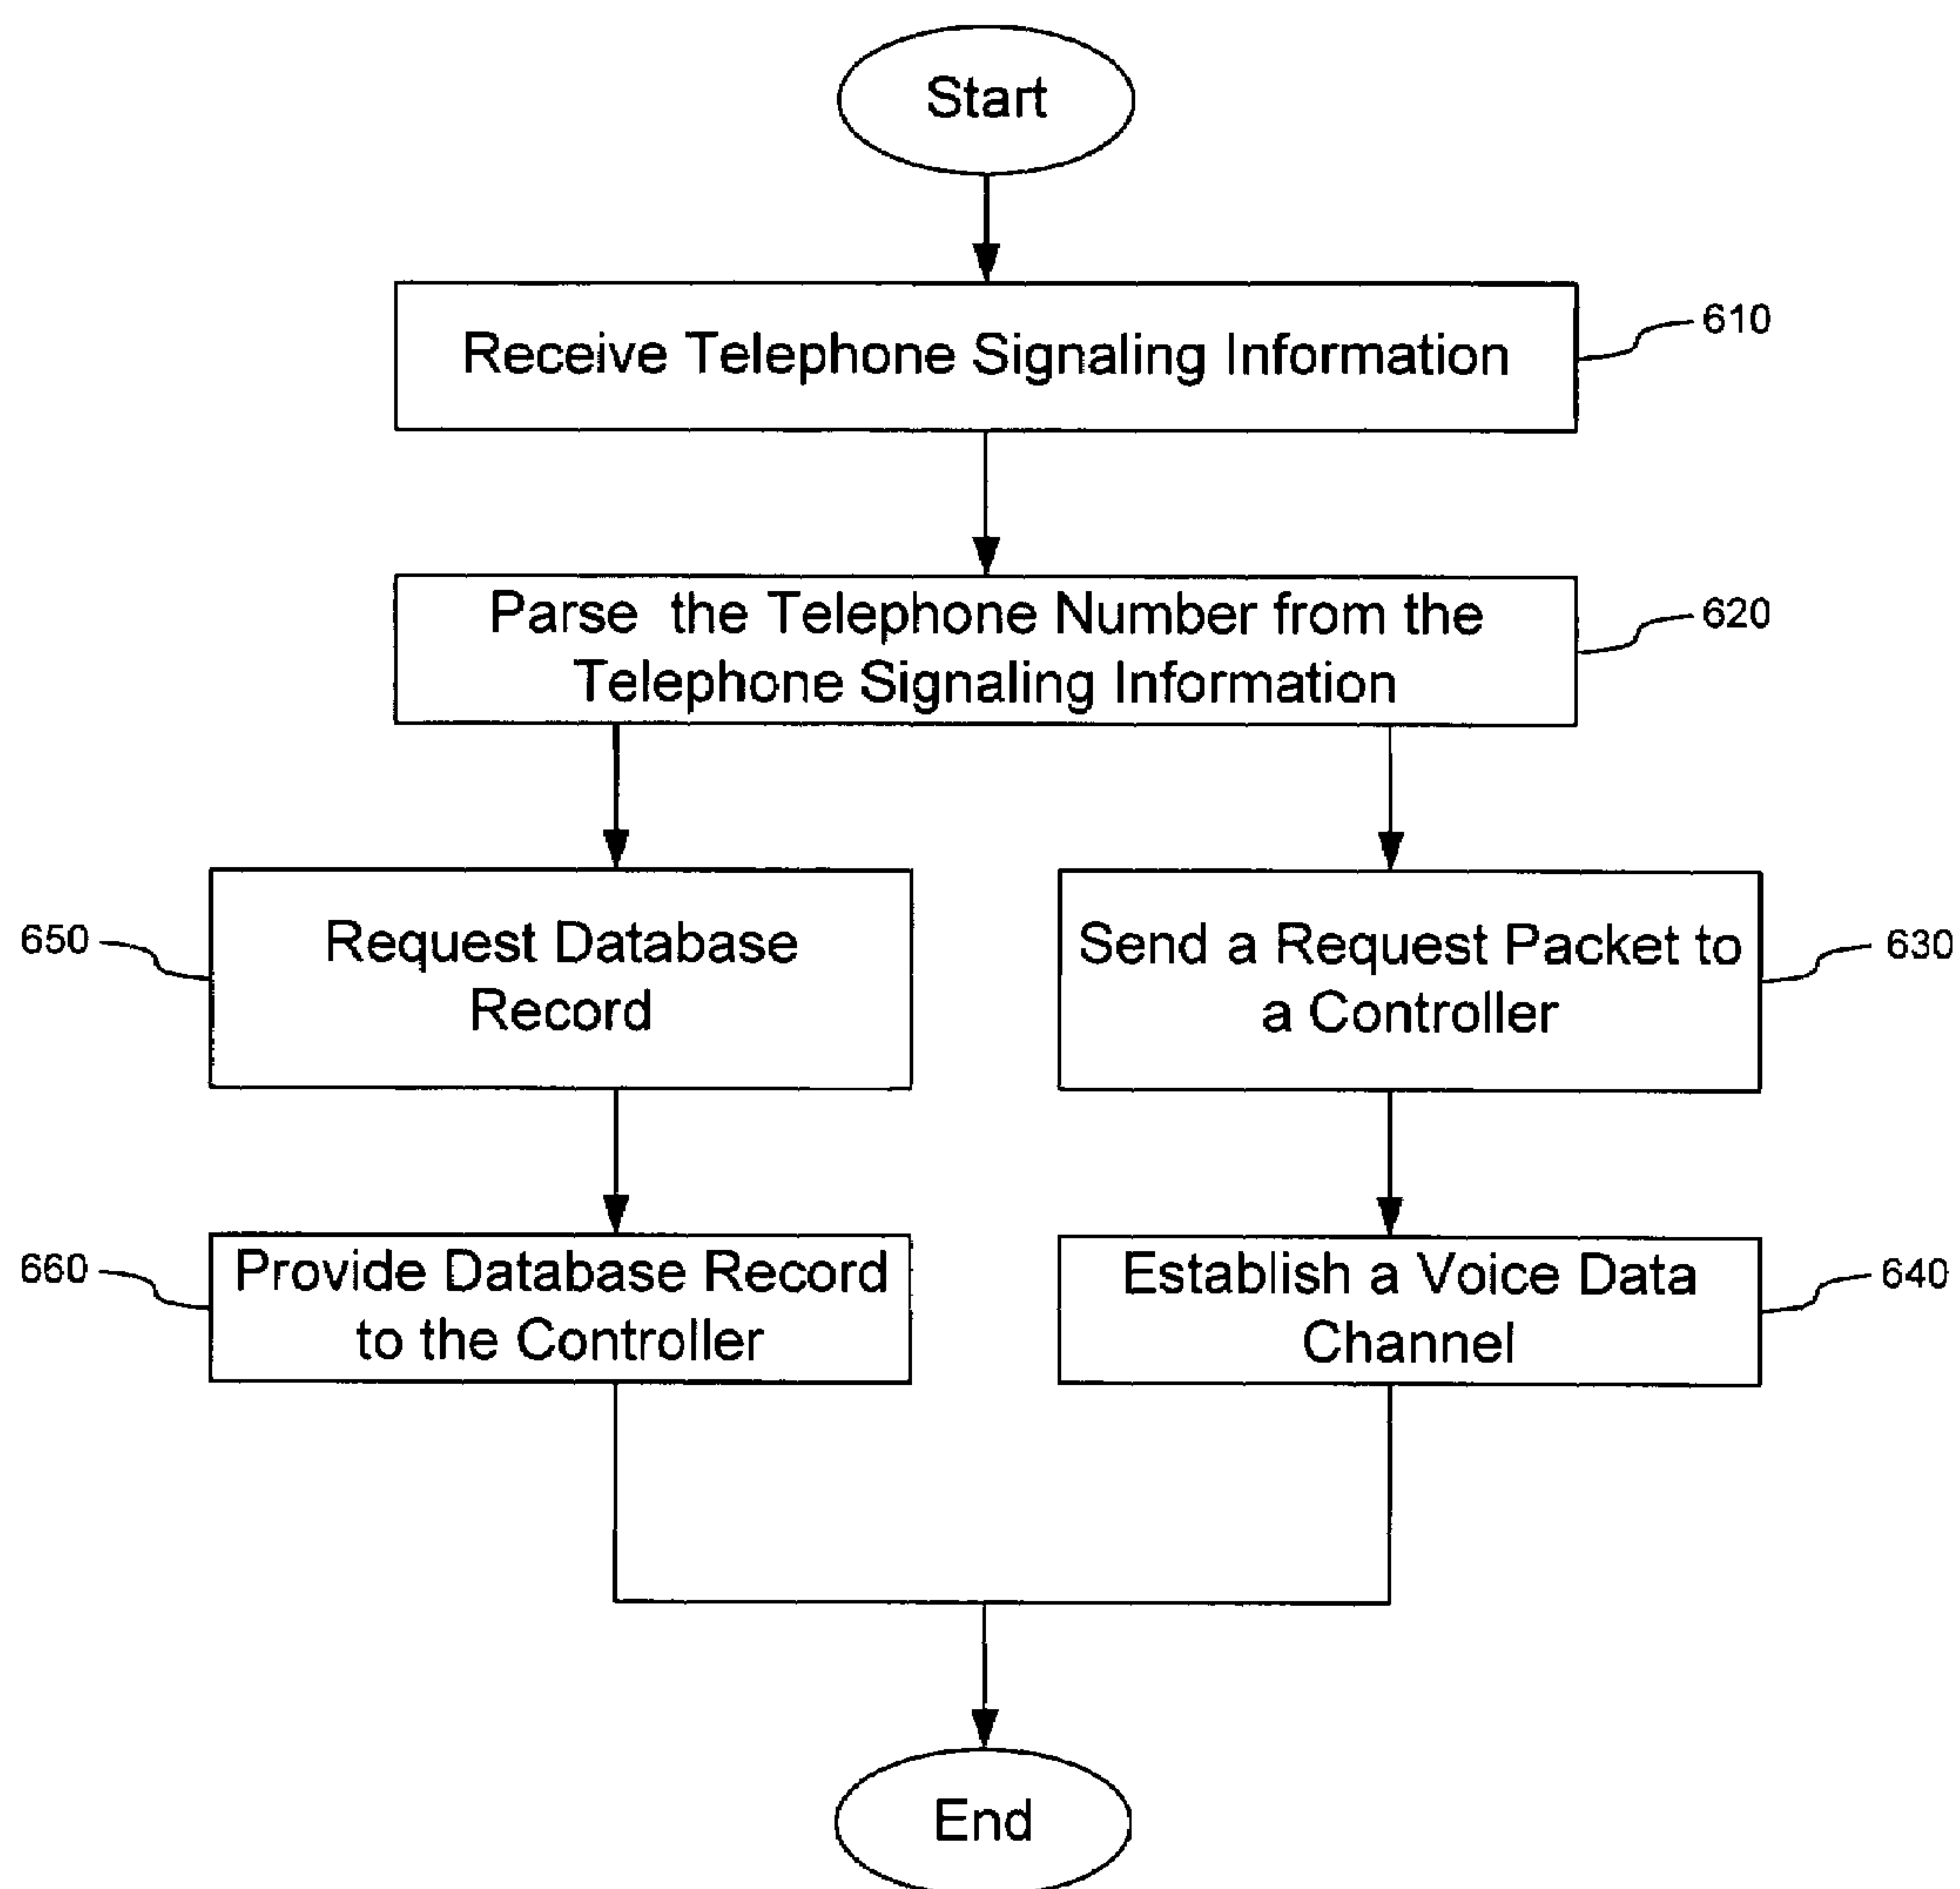 Start
Receive Telephone Signaling Information
610
Parse the Telephone Number from the
Telephone Signaling Information
620
650
Request Database
Record
Send a Request Packet to
a Controller
630
660
Provide Database Record
to the Controller
Establish a Voice Data
Channel
640
End